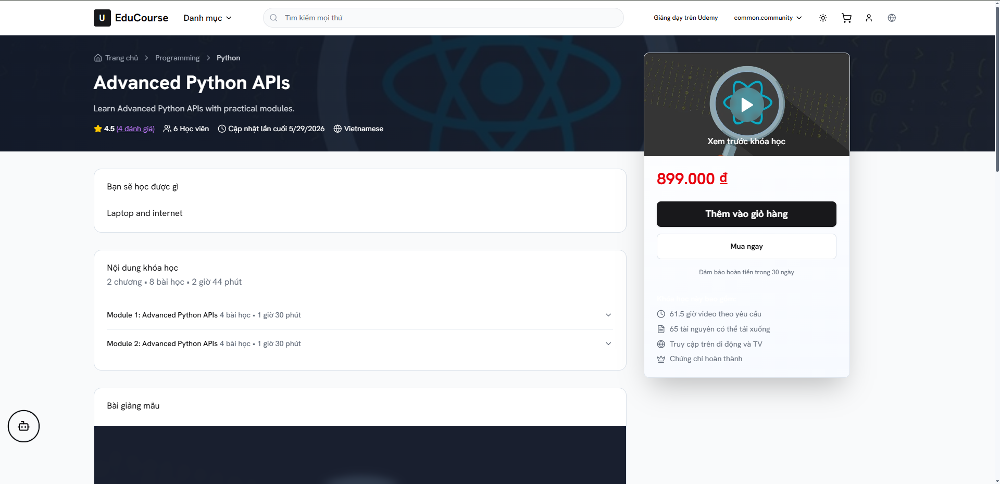 U EduCourse Danh mục Tìm kiếm mọi thứ Giảng dạy trên Udemy common.community
Trang chủ > Programming > Python
Advanced Python APIs
Learn Advanced Python APIs with practical modules.
4.5 (4 đánh giá) 6 Học viên Cập nhật lần cuối 5/29/2026 Vietnamese
Bạn sẽ học được gì
Laptop and internet
Nội dung khóa học
2 chương • 8 bài học • 2 giờ 44 phút
Module 1: Advanced Python APIs 4 bài học • 1 giờ 30 phút
Module 2: Advanced Python APIs 4 bài học • 1 giờ 30 phút
Bài giảng mẫu
Xem trước khóa học
899.000 ₫
Thêm vào giỏ hàng
Mua ngay
Đảm bảo hoàn tiền trong 30 ngày
61.5 giờ video theo yêu cầu
65 tài nguyên có thể tải xuống
Truy cập trên di động và TV
Chứng chỉ hoàn thành